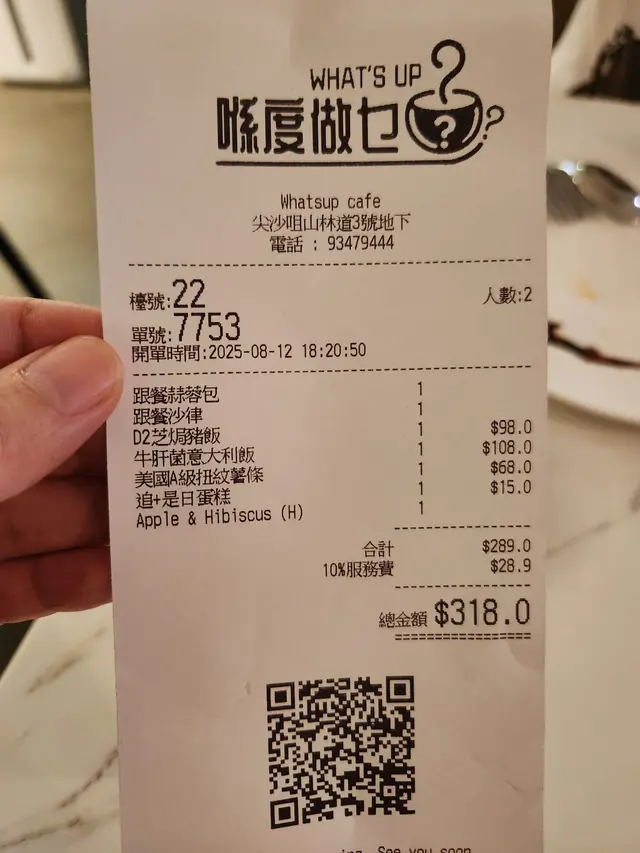 WHAT'S UP
喺度做乜
Whatsup cafe
尖沙咀山林道3號地下
電話 : 93479444
檯號:22 人數:2
單號:7753
開單時間:2025-08-12 18:20:50
跟餐蒜蓉包 1
跟餐沙律 1
D2芝焗豬飯 1 $98.0
牛肝菌意大利飯 1 $108.0
美國A級扭紋薯條 1 $68.0
追+是日蛋糕 1 $15.0
Apple & Hibiscus (H) 1
合計 $289.0
10%服務費 $28.9
總金額 $318.0
See you soon